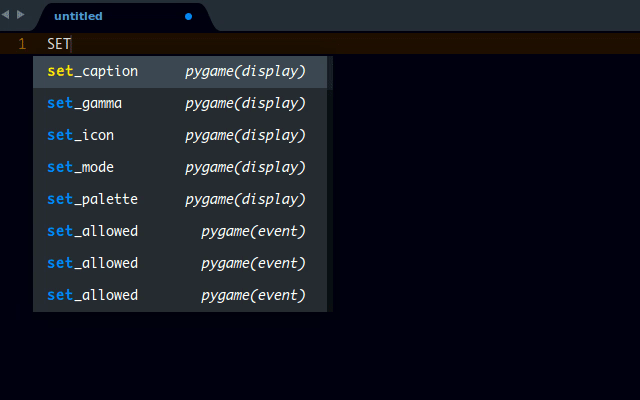 untitled
1 SET
set_caption pygame(display)
set_gamma pygame(display)
set_icon pygame(display)
set_mode pygame(display)
set_palette pygame(display)
set_allowed pygame(event)
set_allowed pygame(event)
set_allowed pygame(event)